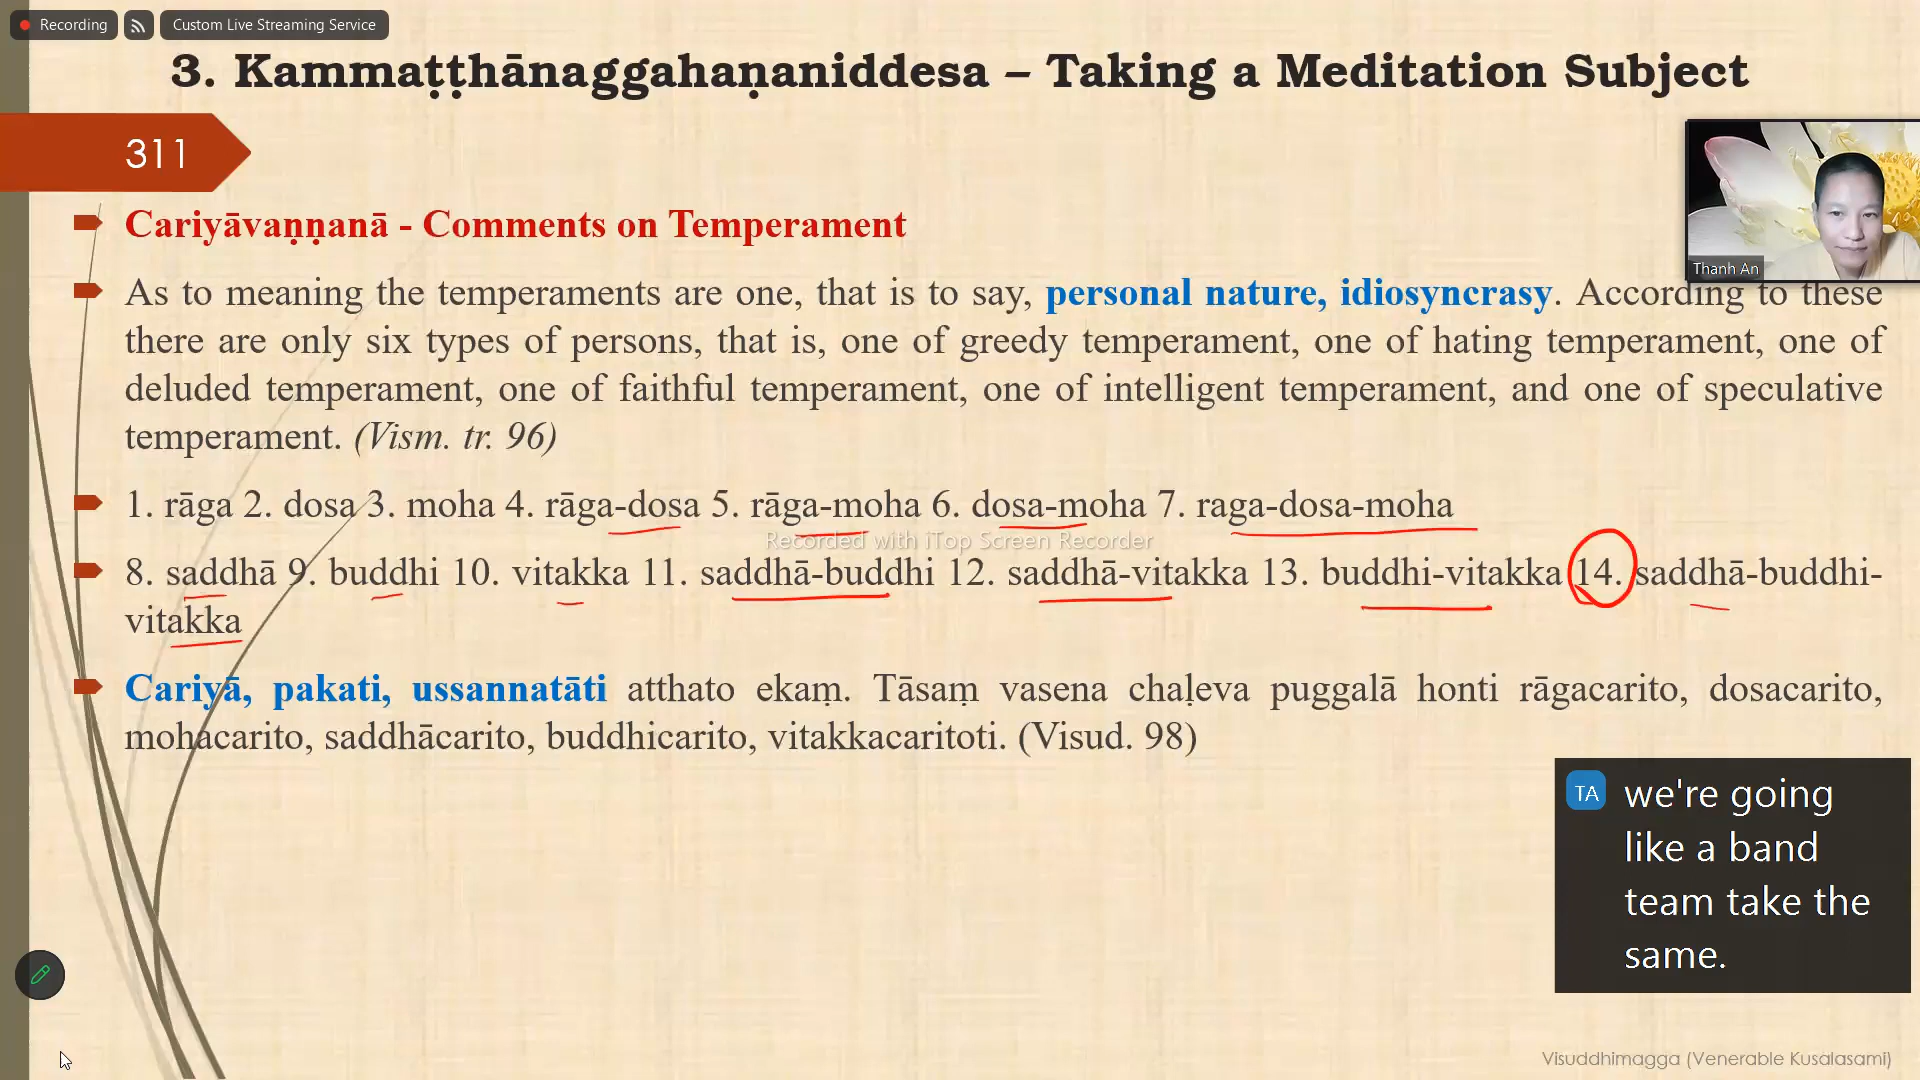 Recording
Custom Live Streaming Service
3. Kammaṭṭhānaggahaṇaniddesa – Taking a Meditation Subject
311
Thanh An
Cariyāvaṇṇanā - Comments on Temperament
As to meaning the temperaments are one, that is to say, personal nature, idiosyncrasy. According to these
there are only six types of persons, that is, one of greedy temperament, one of hating temperament, one of
deluded temperament, one of faithful temperament, one of intelligent temperament, and one of speculative
temperament. (Vism. tr. 96)
1. rāga 2. dosa 3. moha 4. rāga-dosa 5. rāga-moha 6. dosa-moha 7. raga-dosa-moha
Recorded with iTop Screen Recorder
8. saddhā 9. buddhi 10. vitakka 11. saddhā-buddhi 12. saddhā-vitakka 13. buddhi-vitakka 14. saddhā-buddhi-
vitakka
Cariyā, pakati, ussannatāti atthato ekaṃ. Tāsaṃ vasena chaḷeva puggalā honti rāgacarito, dosacarito,
mohacarito, saddhācarito, buddhicarito, vitakkacaritoti. (Visud. 98)
TA we're going
like a band
team take the
same.
Visuddhimagga (Venerable Kusalasami)